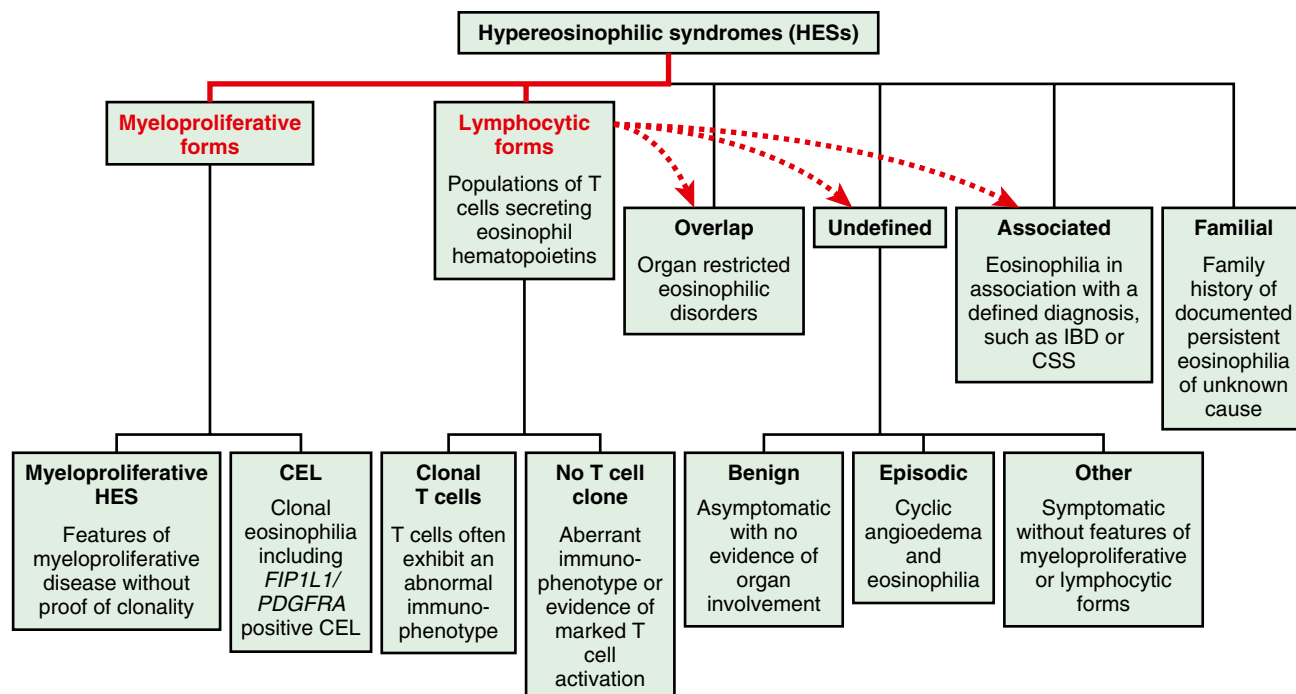 Hypereosinophilic syndromes (HESs)
Myeloproliferative
forms
Lymphocytic
forms
Populations of T
cells secreting
eosinophil
hematopoietins
Overlap
Organ restricted
eosinophilic
disorders
Undefined
Associated
Eosinophilia in
association with a
defined diagnosis,
such as IBD or
CSS
Familial
Family
history of
documented
persistent
eosinophilia
of unknown
cause
Myeloproliferative
HES
Features of
myeloproliferative
disease without
proof of clonality
CEL
Clonal
eosinophilia
including
FIP1L1/
PDGFRA
positive CEL
Clonal
T cells
T cells often
exhibit an
abnormal
immuno-
phenotype
No T cell
clone
Aberrant
immuno-
phenotype or
evidence of
marked T
cell
activation
Benign
Asymptomatic
with no
evidence of
organ
involvement
Episodic
Cyclic
angioedema
and
eosinophilia
Other
Symptomatic
without features of
myeloproliferative
or lymphocytic
forms